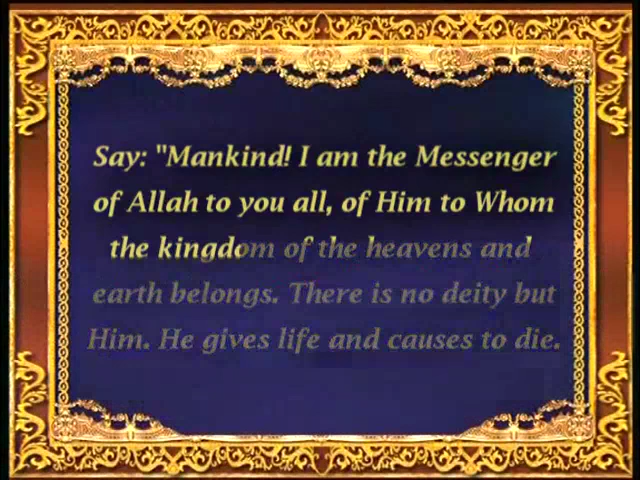 Say: "Mankind! I am the Messenger
of Allah to you all, of Him to Whom
the kingdom of the heavens and
earth belongs. There is no deity but
Him. He gives life and causes to die.